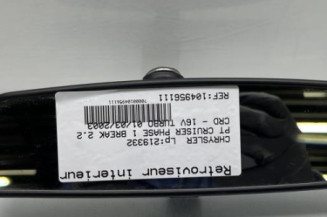 Retroviseur interieur
CHRYSLER Lp:219332
PT CRUISER PHASE 1 BREAK 2.2
CRD - 16V TURBO 01/03/2003
REF:104956111